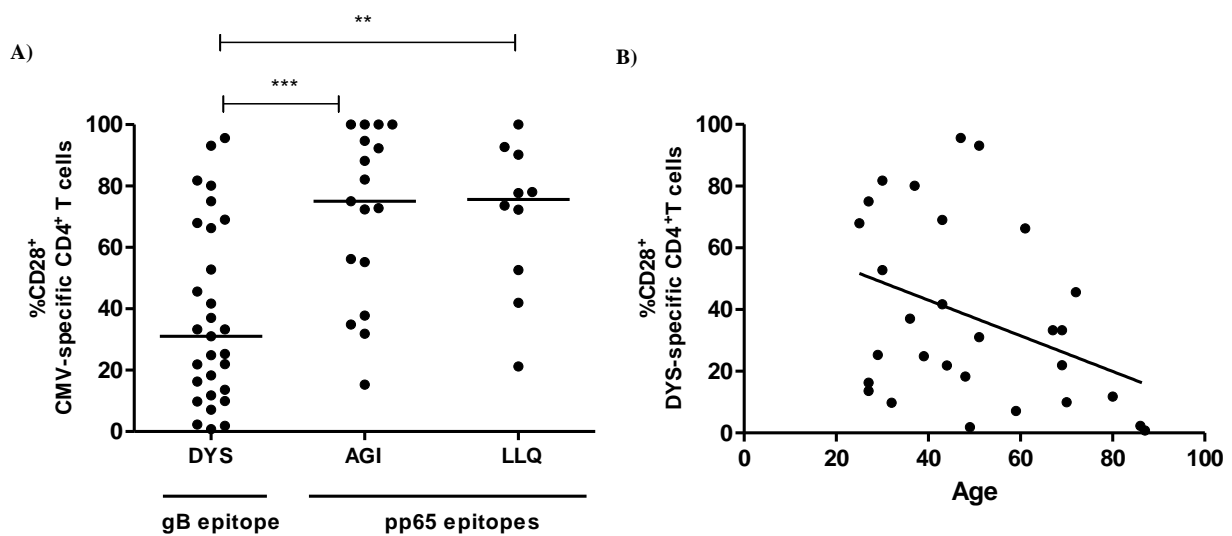 A)
**
***
%CD28+
CMV-specific CD4+ T cells
100
80
60
40
20
0
DYS AGI LLQ
gB epitope pp65 epitopes
B)
%CD28+
DYS-specific CD4+T cells
100
80
60
40
20
0
0 20 40 60 80 100
Age